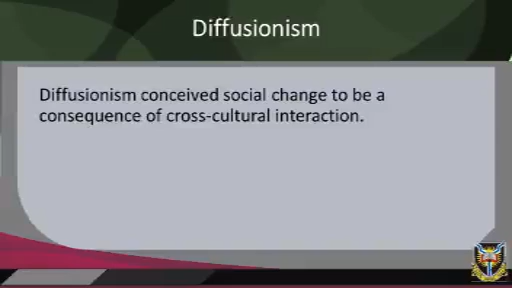 Diffusionism
Diffusionism conceived social change to be a
consequence of cross-cultural interaction.